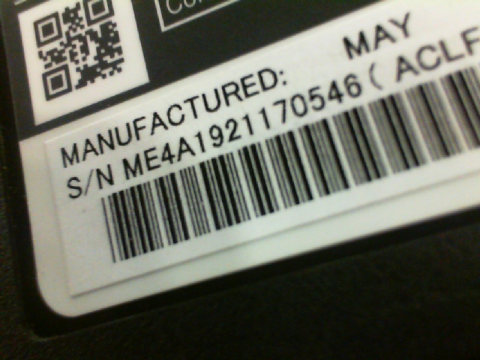 MANUFACTURED: MAY
S/N ME4A1921170546 ( ACLF